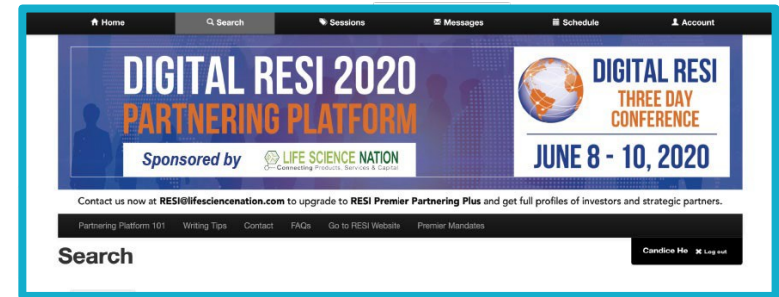 Home Search Sessions Messages Schedule Account
DIGITAL RESI 2020
PARTNERING PLATFORM
Sponsored by LIFE SCIENCE NATION
Connecting Products, Services & Capital
DIGITAL RESI
THREE DAY
CONFERENCE
JUNE 8 - 10, 2020
Contact us now at RESI@lifesciencenation.com to upgrade to RESI Premier Partnering Plus and get full profiles of investors and strategic partners.
Partnering Platform 101 Writing Tips Contact FAQs Go to RESI Website Premier Mandates
Search
Candice He ✖ Log out